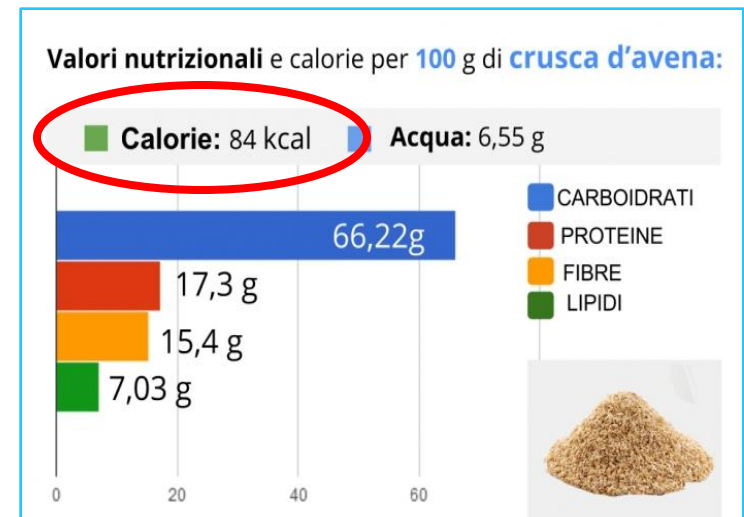 Valori nutrizionali e calorie per 100 g di crusca d'avena:
Calorie: 84 kcal Acqua: 6,55 g
CARBOIDRATI
66,22g
PROTEINE
17,3 g
FIBRE
15,4 g
LIPIDI
7,03 g
0 20 40 60